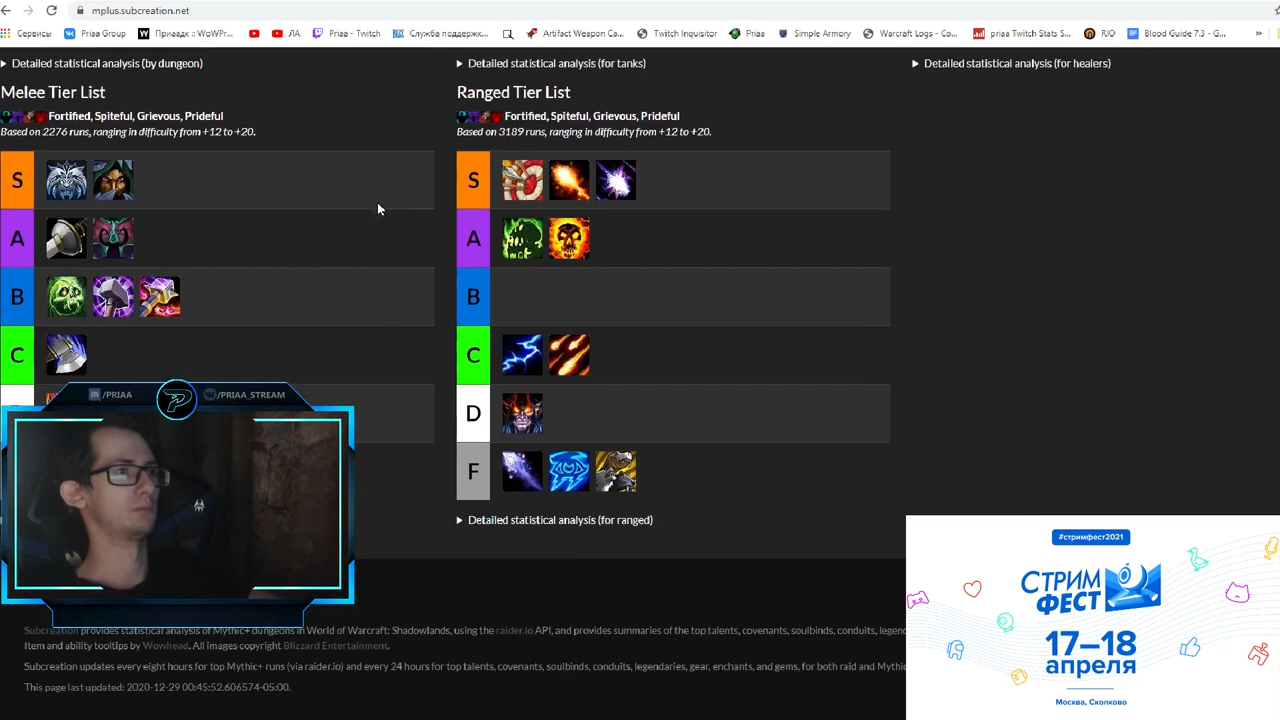 mplus.subcreation.net
Сервисы Priaa Group Приаадк :: WoWPr... ЛА Priaa - Twitch Служба поддержк... Artifact Weapon Ca... Twitch Inquisitor Priaa Simple Armory Warcraft Logs - Co... priaa Twitch Stats S... RIO Blood Guide 7.3 -... »
Detailed statistical analysis (by dungeon)
Detailed statistical analysis (for tanks)
Detailed statistical analysis (for healers)
Melee Tier List
Fortified, Spiteful, Grievous, Prideful
Based on 2276 runs, ranging in difficulty from +12 to +20.
S
A
B
C
Ranged Tier List
Fortified, Spiteful, Grievous, Prideful
Based on 3189 runs, ranging in difficulty from +12 to +20.
S
A
B
C
D
F
Detailed statistical analysis (for ranged)
/PRIAA
/PRIAA_STREAM
#стримфест2021
СТРИМ
ФЕСТ
17–18
апреля
Москва, Сколково
Subcreation provides statistical analysis of Mythic+ dungeons in World of Warcraft: Shadowlands, using the raider.io API, and provides summaries of the top talents, covenants, soulbinds, conduits, legen
Item and ability tooltips by Wowhead. All images copyright Blizzard Entertainment.
Subcreation updates every eight hours for top Mythic+ runs (via raider.io) and every 24 hours for top talents, covenants, soulbinds, conduits, legendaries, gear, enchants, and gems, for both raid and Mythic
This page last updated: 2020-12-29 00:45:52.606574-05:00.